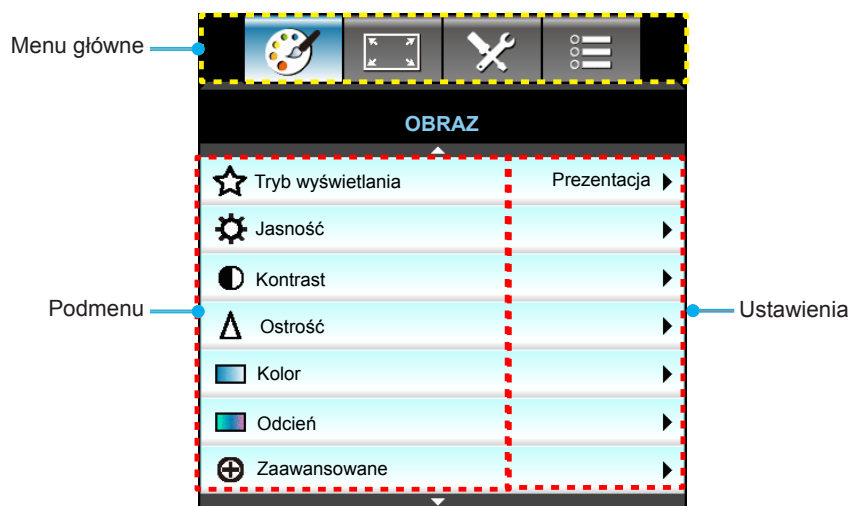 Menu główne
OBRAZ
Tryb wyświetlania Prezentacja
Jasność
Kontrast
Podmenu
Ostrość
Ustawienia
Kolor
Odcień
Zaawansowane